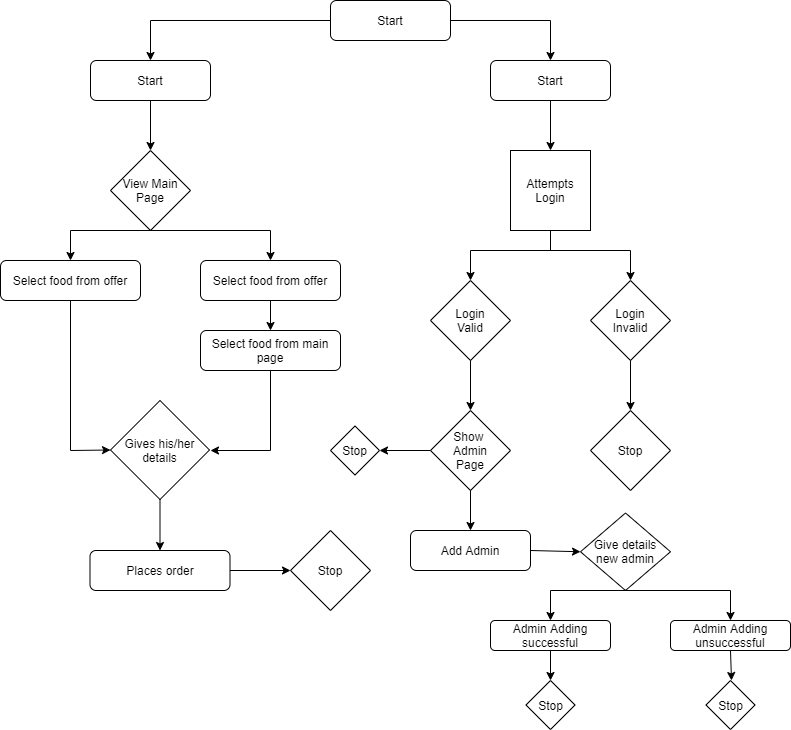 Start
Start
Start
View Main
Page
Attempts
Login
Select food from offer
Select food from offer
Login
Valid
Login
Invalid
Select food from main
page
Gives his/her
details
Stop
Show
Admin
Page
Stop
Places order
Stop
Add Admin
Give details
new admin
Admin Adding
successful
Admin Adding
unsuccessful
Stop
Stop